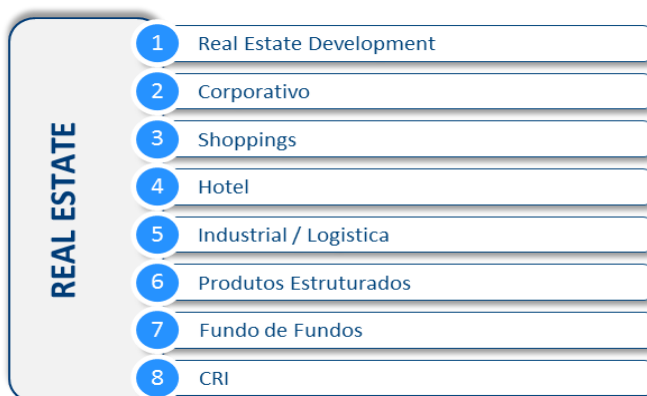 REAL ESTATE
1 Real Estate Development
2 Corporativo
3 Shoppings
4 Hotel
5 Industrial / Logistica
6 Produtos Estruturados
7 Fundo de Fundos
8 CRI